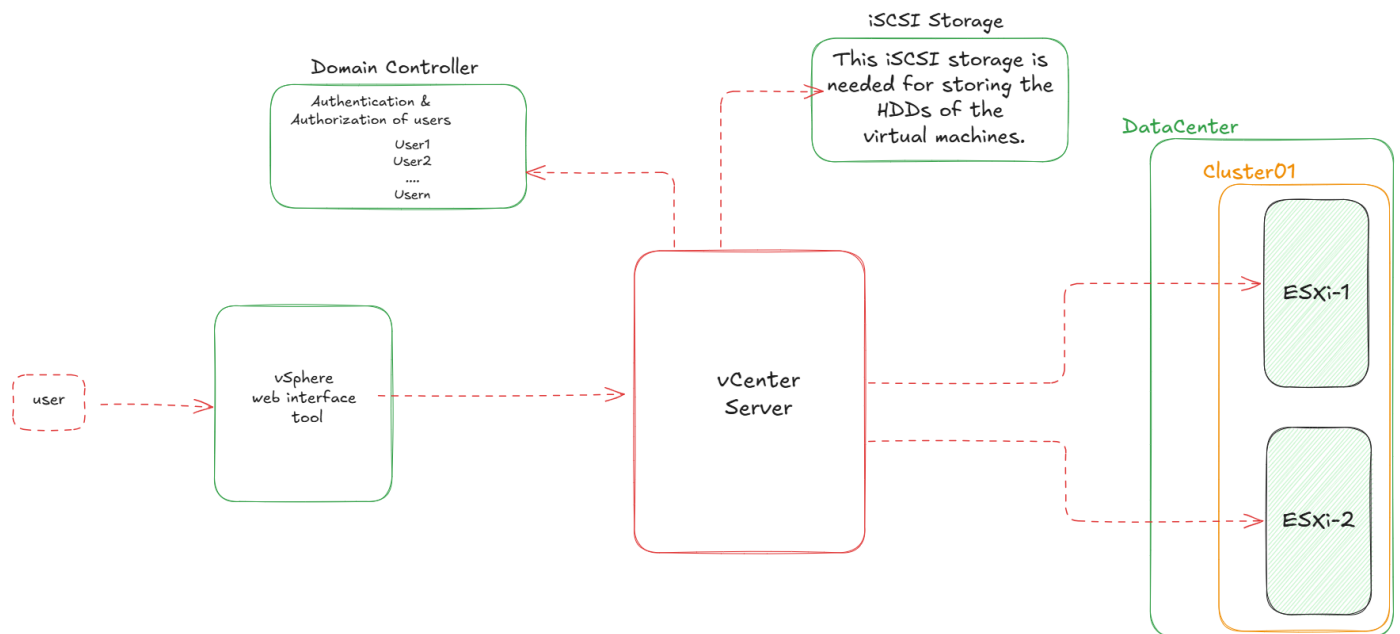 iSCSI Storage
This iSCSI storage is
needed for storing the
HDDs of the
virtual machines.
Domain Controller
Authentication &
Authorization of users
User1
User2
....
Usern
DataCenter
Cluster01
ESXi-1
ESXi-2
vCenter
Server
vSphere
web interface
tool
user